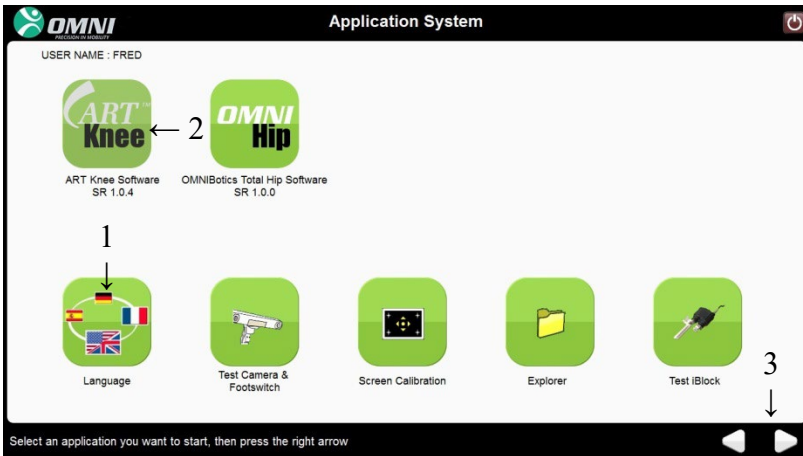 OMNI
PRECISION IN MOBILITY
Application System
USER NAME : FRED
ART™
Knee
← 2
OMNI
Hip
ART Knee Software
SR 1.0.4
OMNIBotics Total Hip Software
SR 1.0.0
1
↓
Language
Test Camera &
Footswitch
Screen Calibration
Explorer
Test iBlock
3
↓
Select an application you want to start, then press the right arrow